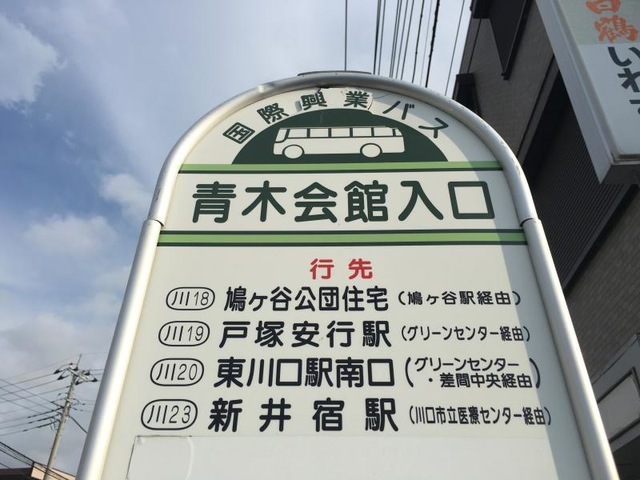 国際興業バス
青木会館入口
行先
川18 鳩ヶ谷公団住宅 (鳩ヶ谷駅経由)
川19 戸塚安行駅 (グリーンセンター経由)
川20 東川口駅南口 (グリーンセンター・差間中央経由)
川23 新井宿駅 (川口市立医療センター経由)
白鶴
いわ